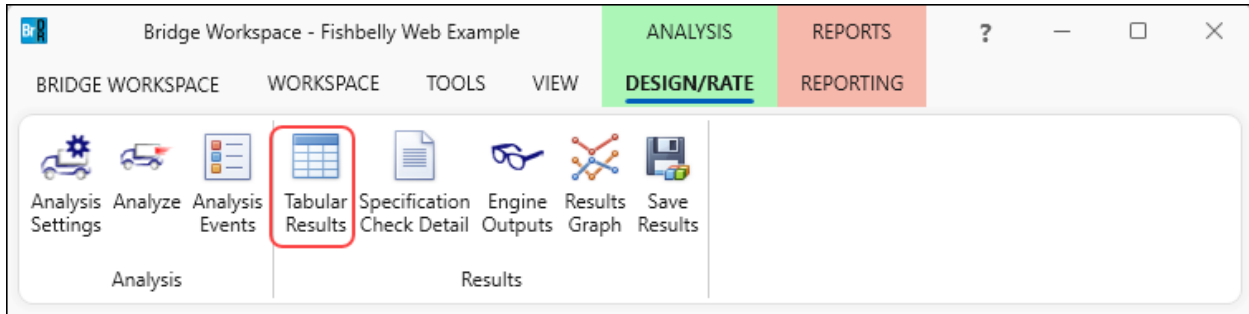 Br DR Bridge Workspace - Fishbelly Web Example ANALYSIS REPORTS ?
BRIDGE WORKSPACE WORKSPACE TOOLS VIEW DESIGN/RATE REPORTING
Analysis Analyze Analysis Tabular Specification Engine Results Save
Settings Events Results Check Detail Outputs Graph Results
Analysis Results